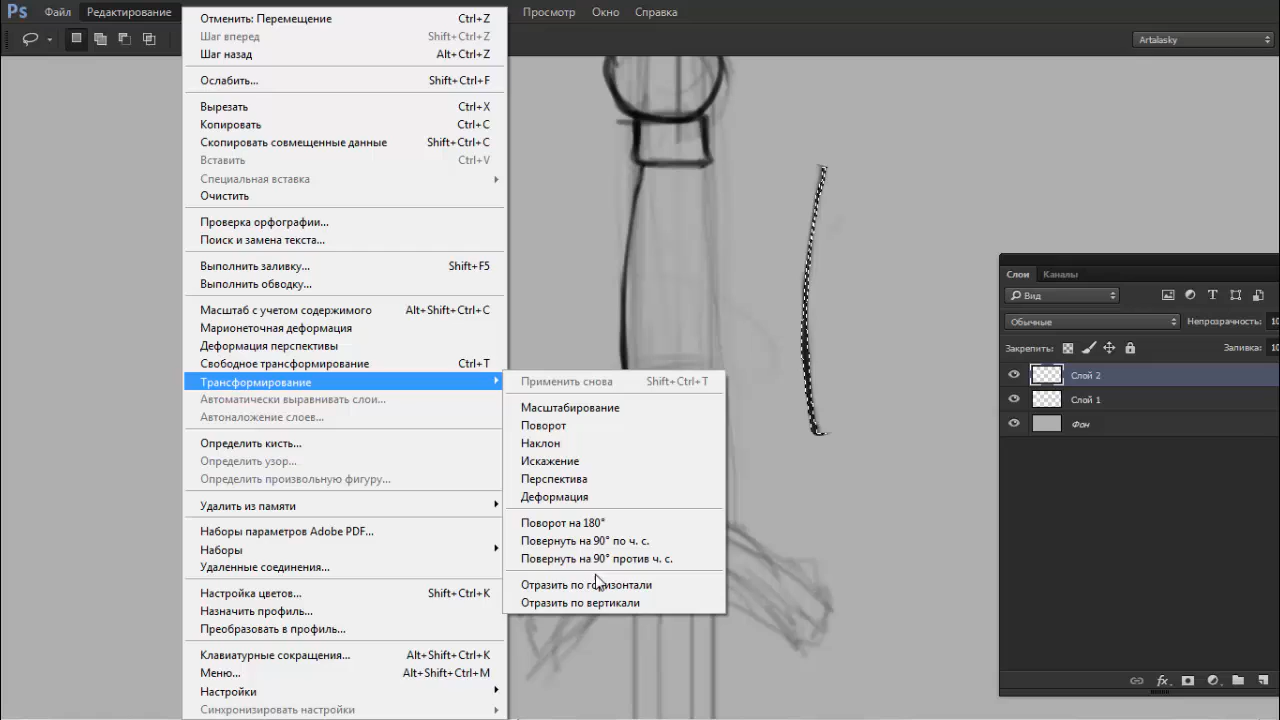 Ps Файл Редактирование Просмотр Окно Справка
Artalasky
Отменить: Перемещение Ctrl+Z
Шаг вперед Shift+Ctrl+Z
Шаг назад Alt+Ctrl+Z
Ослабить... Shift+Ctrl+F
Вырезать Ctrl+X
Копировать Ctrl+C
Скопировать совмещенные данные Shift+Ctrl+C
Вставить Ctrl+V
Специальная вставка
Очистить
Проверка орфографии...
Поиск и замена текста...
Выполнить заливку... Shift+F5
Выполнить обводку...
Масштаб с учетом содержимого Alt+Shift+Ctrl+C
Марионеточная деформация
Деформация перспективы
Свободное трансформирование Ctrl+T
Трансформирование
Автоматически выравнивать слои...
Автоналожение слоев...
Определить кисть...
Определить узор...
Определить произвольную фигуру...
Удалить из памяти
Наборы параметров Adobe PDF...
Наборы
Удаленные соединения...
Настройка цветов... Shift+Ctrl+K
Назначить профиль...
Преобразовать в профиль...
Клавиатурные сокращения... Alt+Shift+Ctrl+K
Меню... Alt+Shift+Ctrl+M
Настройки
Синхронизировать настройки
Применить снова Shift+Ctrl+T
Масштабирование
Поворот
Наклон
Искажение
Перспектива
Деформация
Поворот на 180°
Повернуть на 90° по ч. с.
Повернуть на 90° против ч. с.
Отразить по горизонтали
Отразить по вертикали
Слои Каналы
Вид
Обычные Непрозрачность: 10
Закрепить: Заливка: 10
Слой 2
Слой 1
Фон
fx